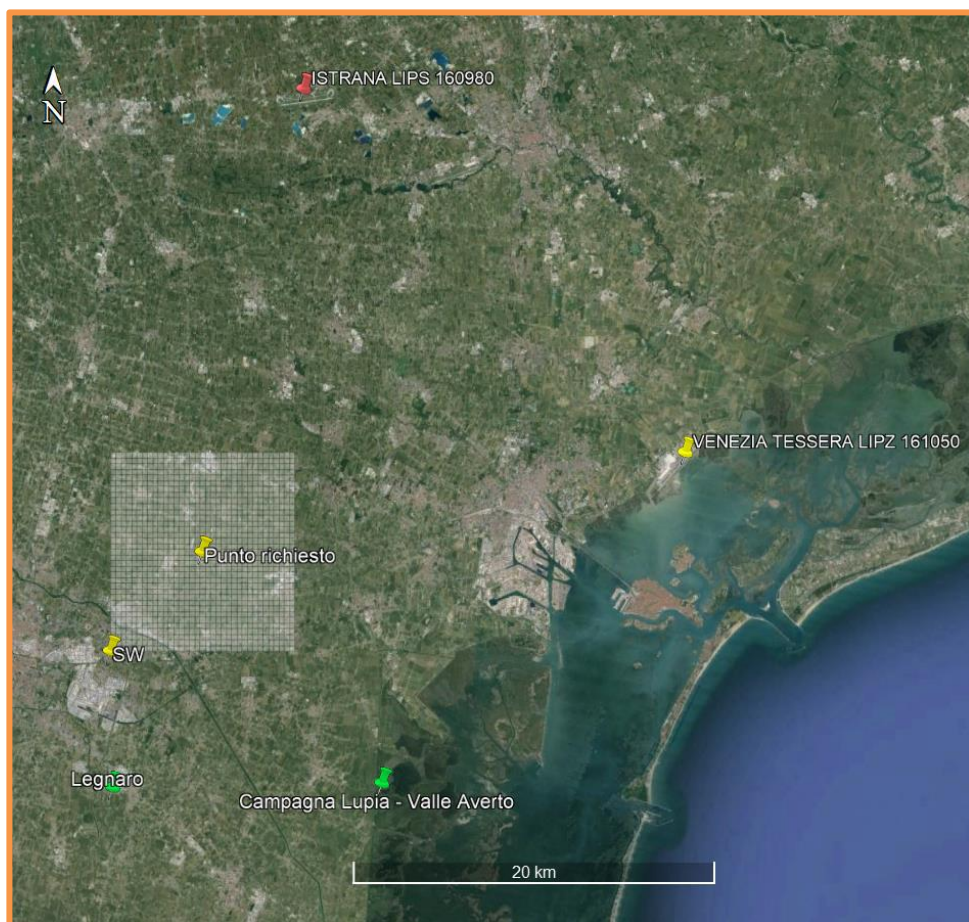 ISTRANA LIPS 160980
N
VENEZIA TESSERA LIPZ 161050
Punto richiesto
SW
Legnaro
Campagna Lupia - Valle Averto
20 km